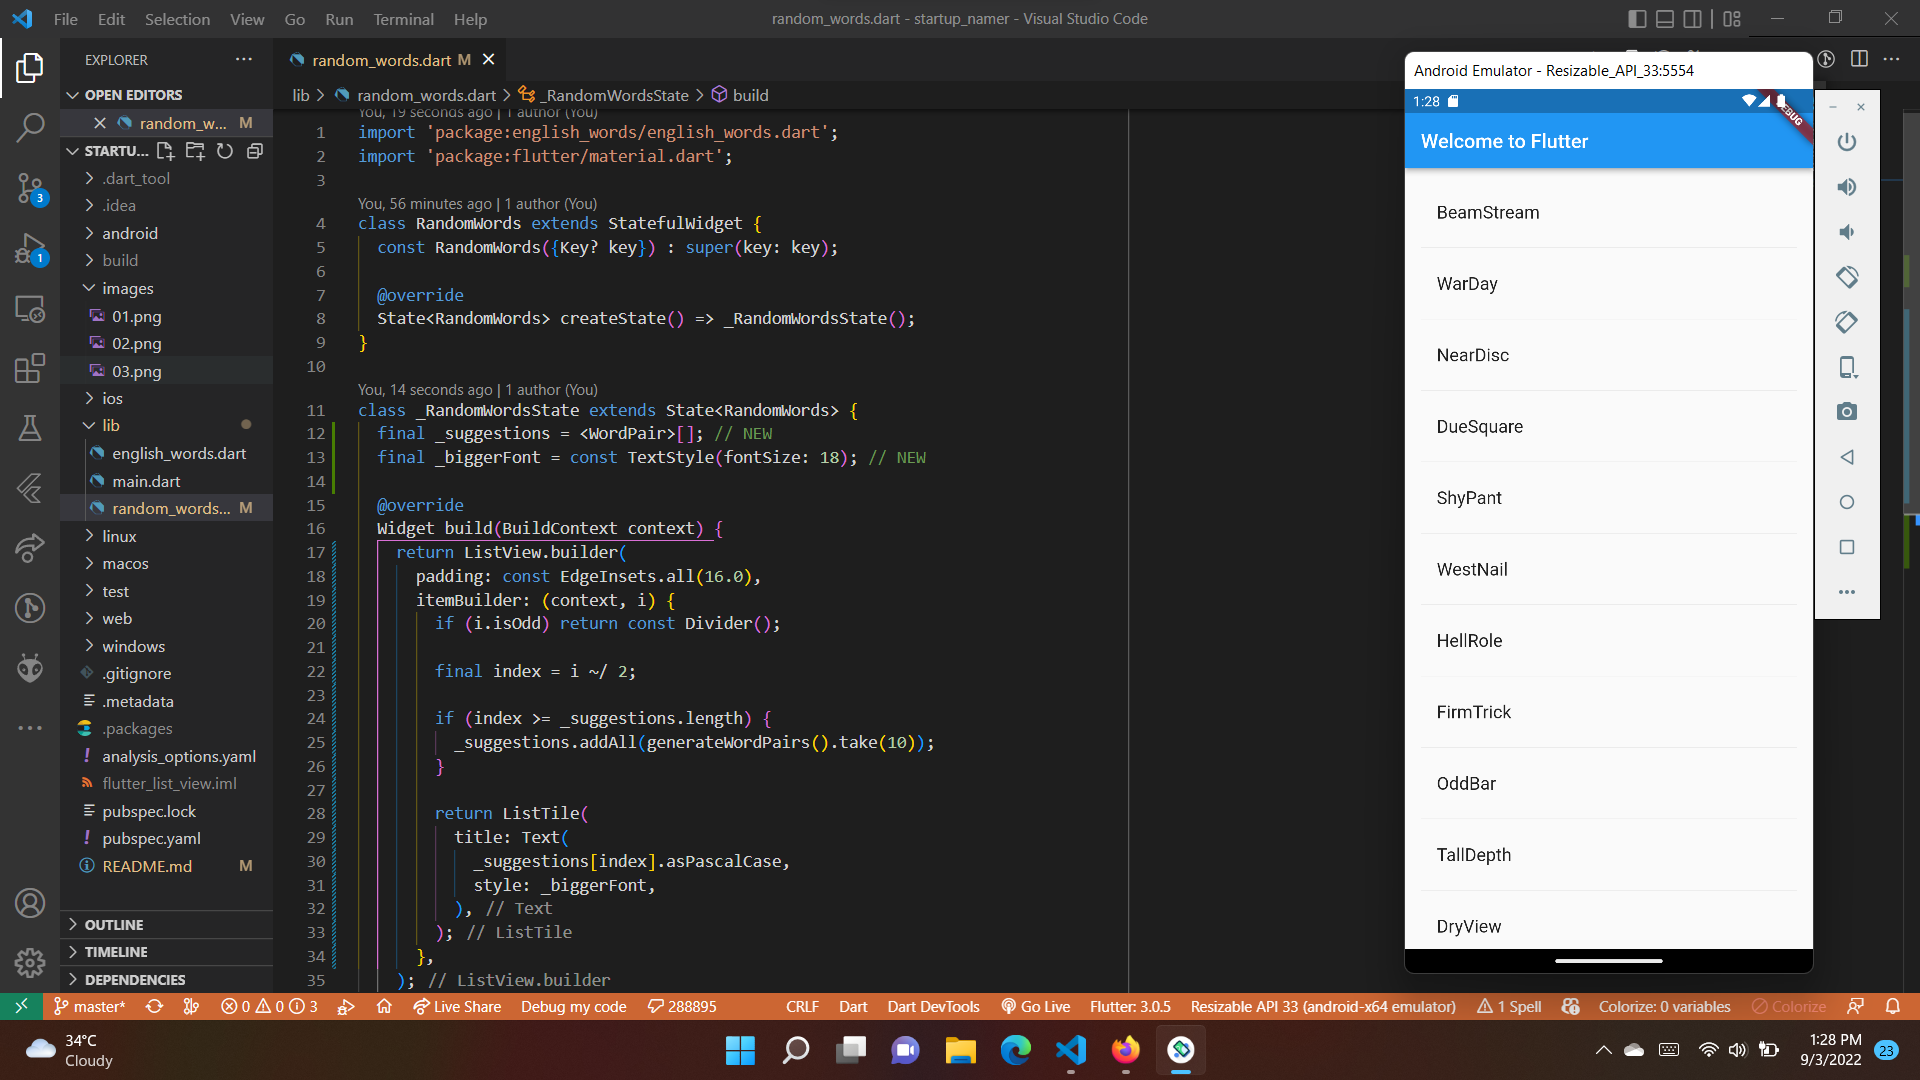 File Edit Selection View Go Run Terminal Help
random_words.dart - startup_namer - Visual Studio Code
EXPLORER
OPEN EDITORS
random_w... M
STARTU...
.dart_tool
.idea
android
build
images
01.png
02.png
03.png
ios
lib
english_words.dart
main.dart
random_words... M
linux
macos
test
web
windows
.gitignore
.metadata
.packages
analysis_options.yaml
flutter_list_view.iml
pubspec.lock
pubspec.yaml
README.md M
OUTLINE
TIMELINE
DEPENDENCIES
3
1
random_words.dart M
lib > random_words.dart > _RandomWordsState > build
You, 19 seconds ago | 1 author (You)
1 import 'package:english_words/english_words.dart';
2 import 'package:flutter/material.dart';
3
You, 56 minutes ago | 1 author (You)
4 class RandomWords extends StatefulWidget {
5 const RandomWords({Key? key}) : super(key: key);
6
7 @override
8 State<RandomWords> createState() => _RandomWordsState();
9 }
10
You, 14 seconds ago | 1 author (You)
11 class _RandomWordsState extends State<RandomWords> {
12 final _suggestions = <WordPair>[]; // NEW
13 final _biggerFont = const TextStyle(fontSize: 18); // NEW
14
15 @override
16 Widget build(BuildContext context) {
17 return ListView.builder(
18 padding: const EdgeInsets.all(16.0),
19 itemBuilder: (context, i) {
20 if (i.isOdd) return const Divider();
21
22 final index = i ~/ 2;
23
24 if (index >= _suggestions.length) {
25 _suggestions.addAll(generateWordPairs().take(10));
26 }
27
28 return ListTile(
29 title: Text(
30 _suggestions[index].asPascalCase,
31 style: _biggerFont,
32 ), // Text
33 ); // ListTile
34 },
35 ); // ListView.builder
Android Emulator - Resizable_API_33:5554
1:28
Welcome to Flutter
BeamStream
WarDay
NearDisc
DueSquare
ShyPant
WestNail
HellRole
FirmTrick
OddBar
TallDepth
DryView
master* 0 0 3 Live Share Debug my code 288895 CRLF Dart Dart DevTools Go Live Flutter: 3.0.5 Resizable API 33 (android-x64 emulator) 1 Spell Colorize: 0 variables Colorize
34°C
Cloudy
1:28 PM
9/3/2022
23